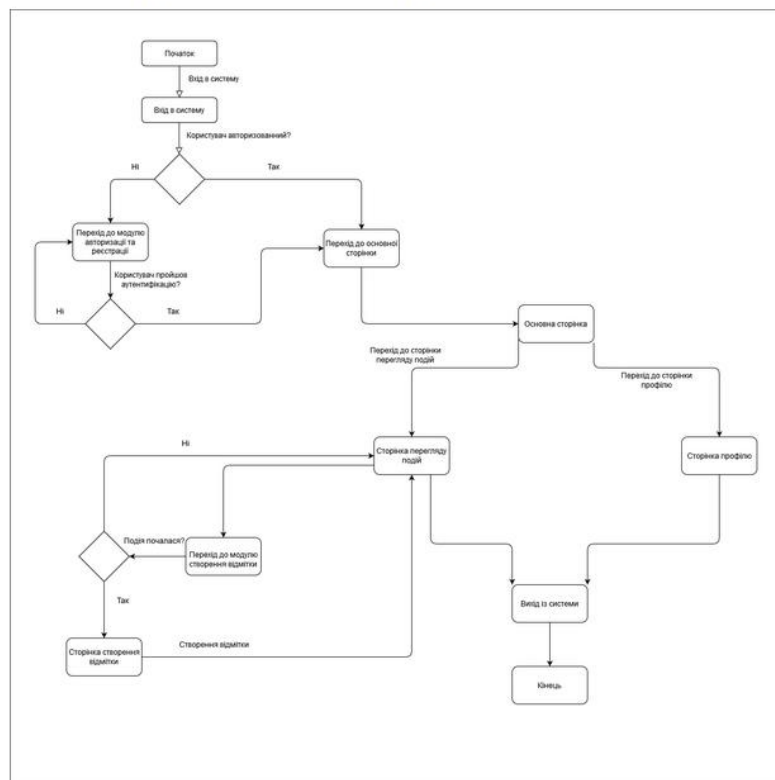 Початок
Вхід в систему
Вхід в систему
Користувач авторизованний?
Ні
Так
Перехід до модулю
авторизації та
реєстрації
Перехід до основної
сторінки
Користувач пройшов
аутентифікацію?
Ні
Так
Основна сторінка
Перехід до сторінки
перегляду подій
Перехід до сторінки
профілю
Ні
Сторінка перегляду
подій
Сторінка профілю
Подія почалася?
Перехід до модулю
створення відмітки
Так
Вихід із системи
Сторінка створення
відмітки
Створення відмітки
Кінець